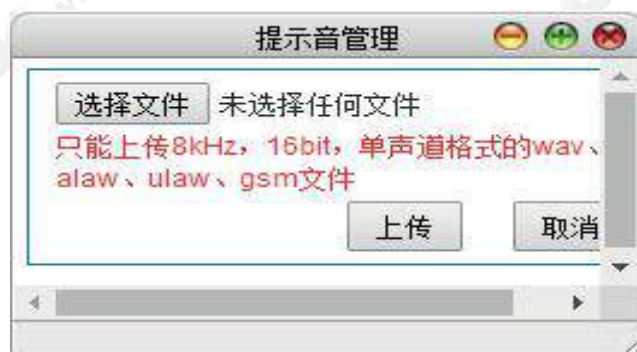 提示音管理
选择文件 未选择任何文件
只能上传8kHz，16bit，单声道格式的wav、
alaw、ulaw、gsm文件
上传 取消